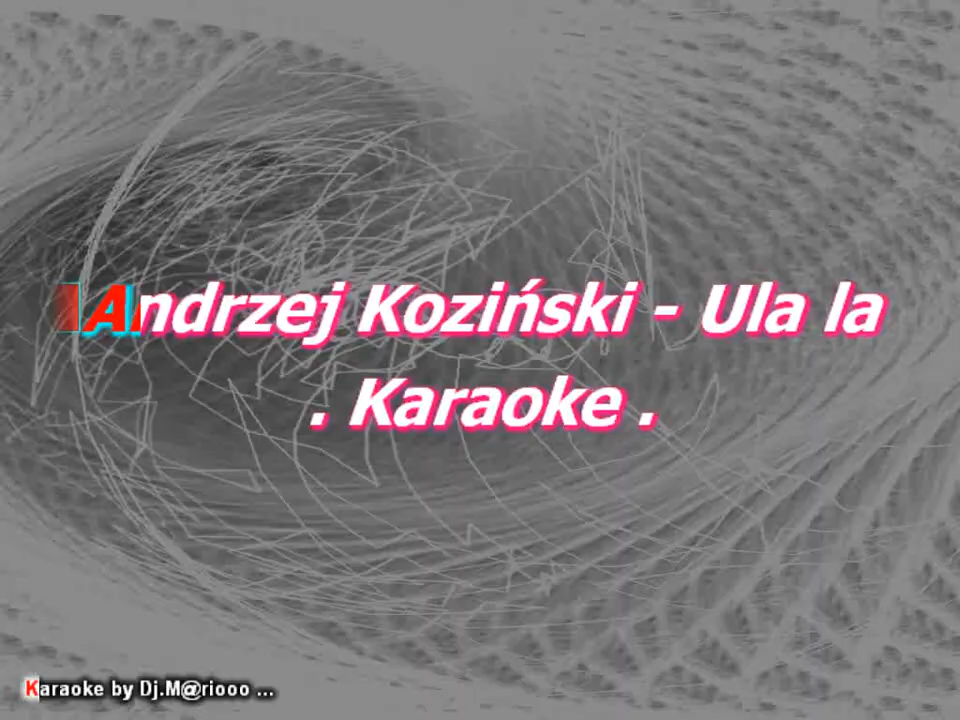 Andrzej Koziński - Ula la
. Karaoke .
Karaoke by Dj.M@riooo ...